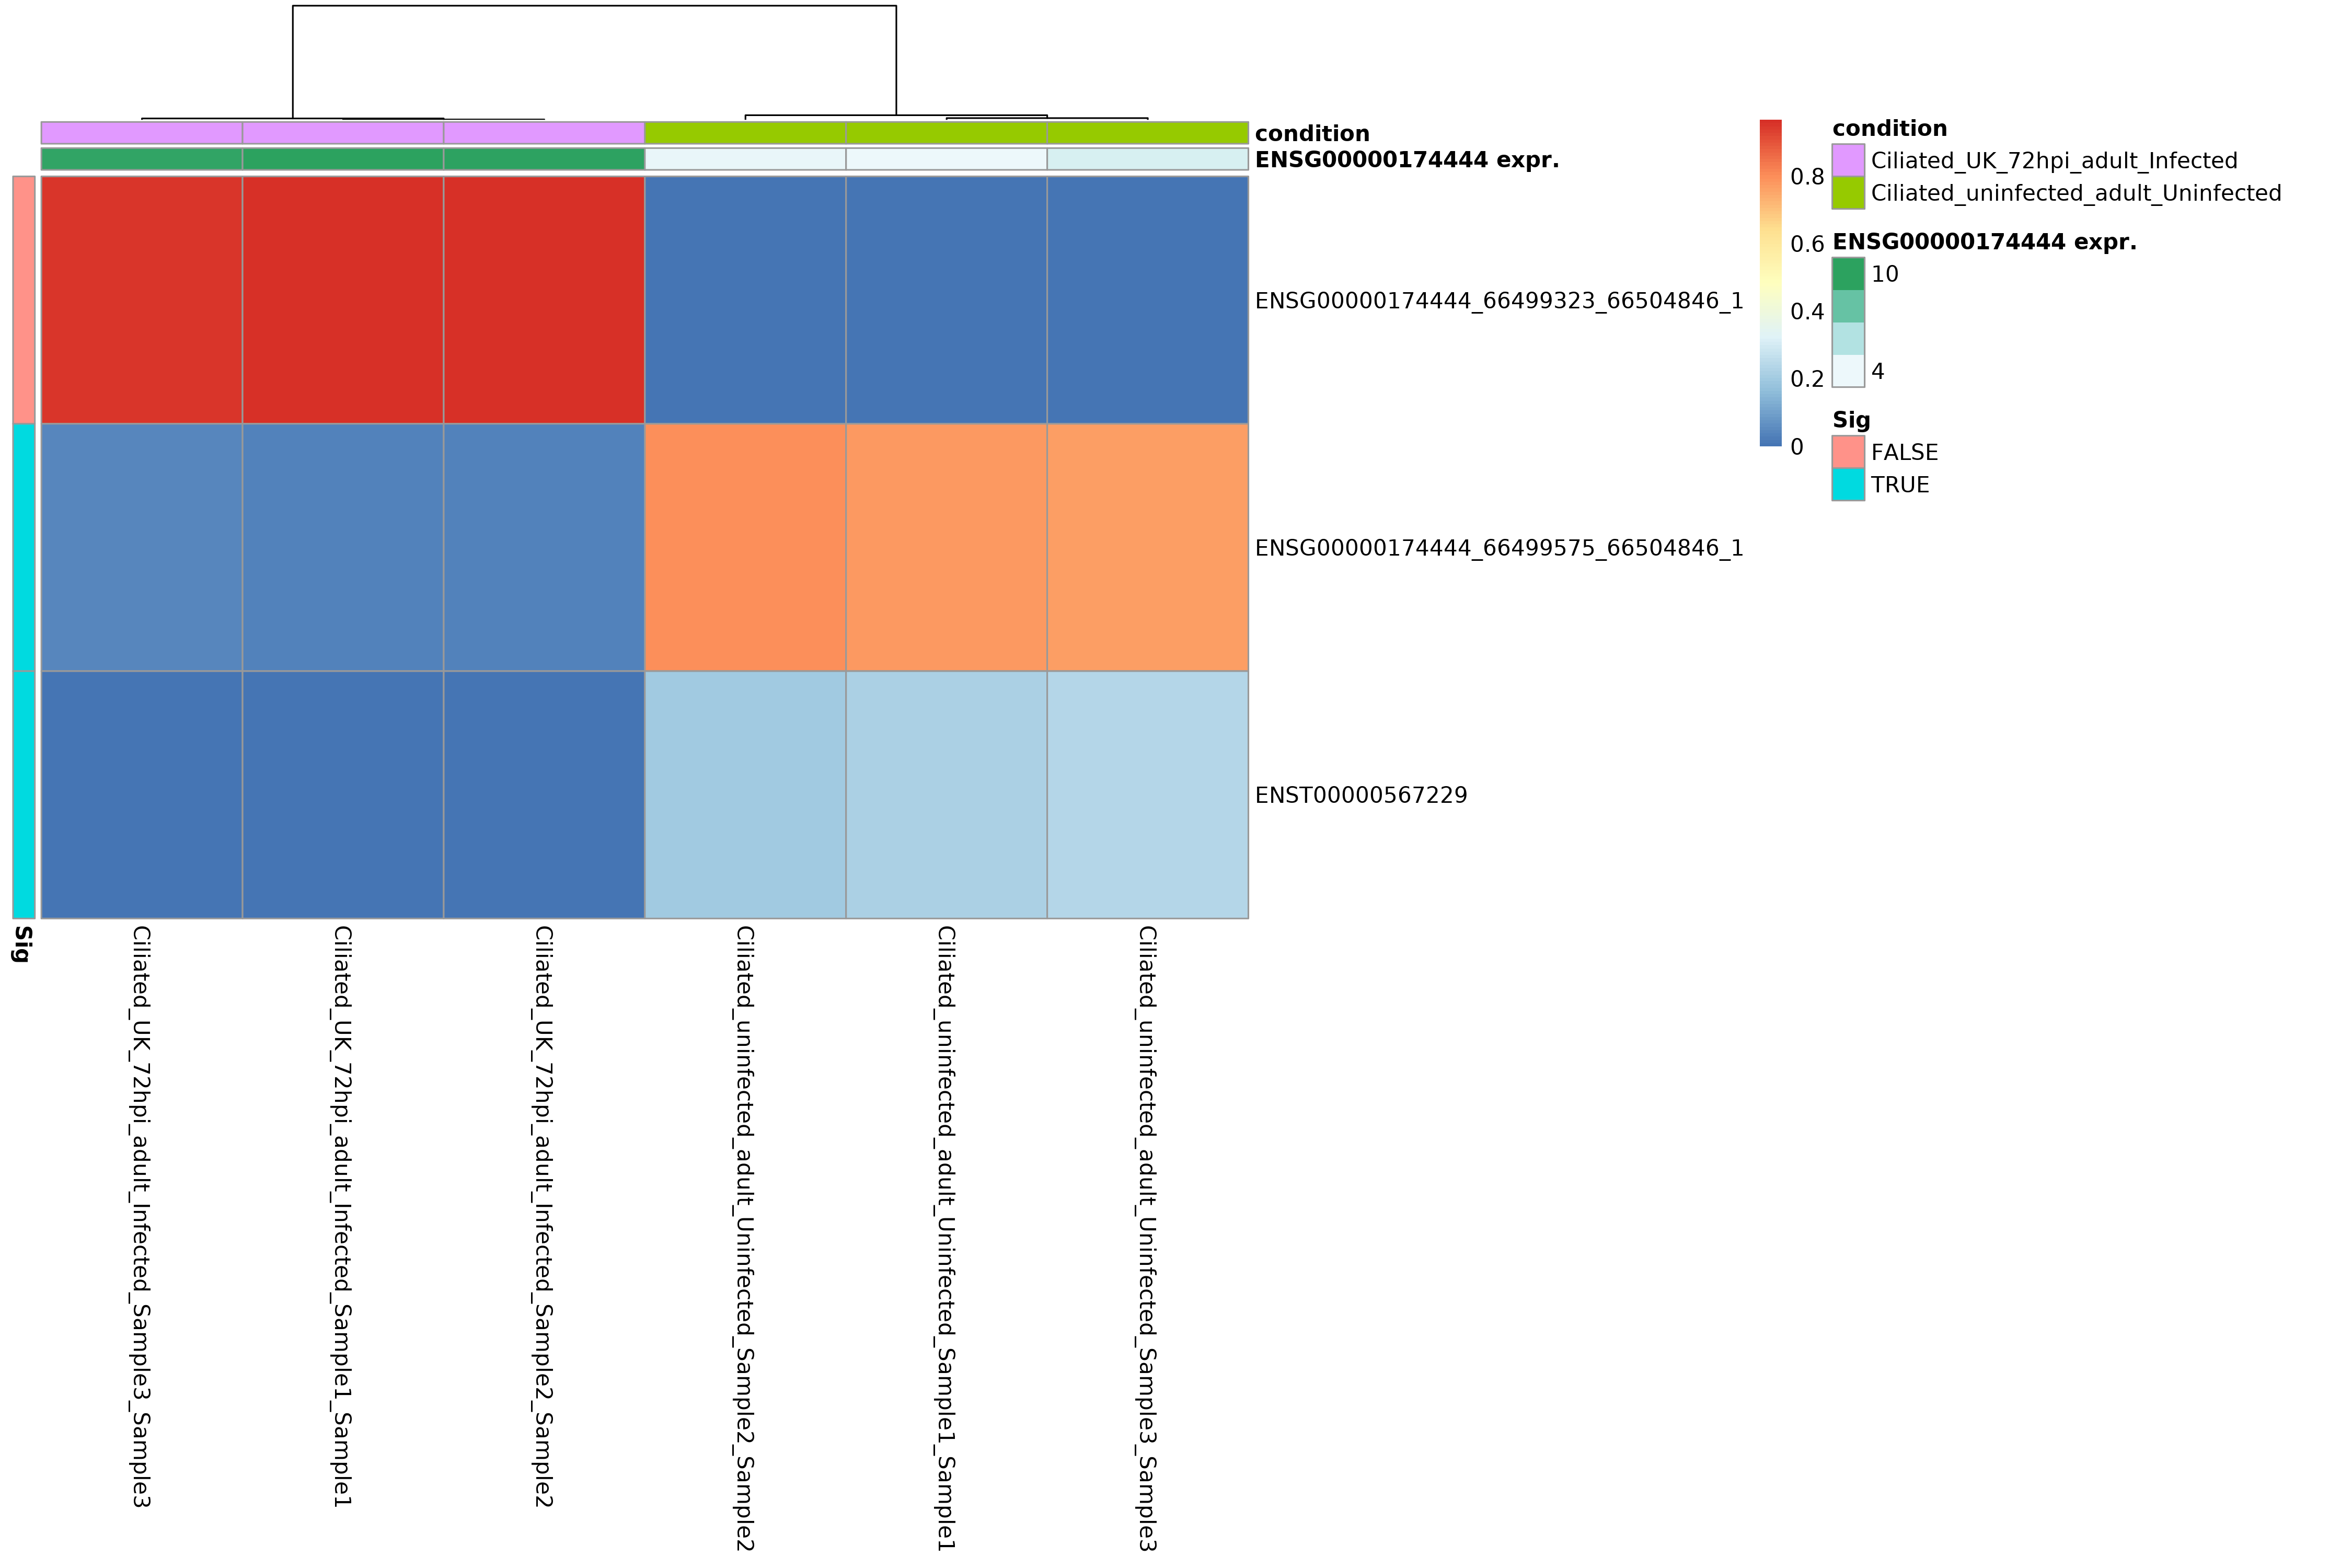 condition
ENSG00000174444 expr.
ENSG00000174444_66499323_66504846_1
ENSG00000174444_66499575_66504846_1
ENST00000567229
Sig
Ciliated_UK_72hpi_adult_Infected_Sample3_Sample3
Ciliated_UK_72hpi_adult_Infected_Sample1_Sample1
Ciliated_UK_72hpi_adult_Infected_Sample2_Sample2
Ciliated_uninfected_adult_Uninfected_Sample2_Sample2
Ciliated_uninfected_adult_Uninfected_Sample1_Sample1
Ciliated_uninfected_adult_Uninfected_Sample3_Sample3
0.8
0.6
0.4
0.2
0
condition
Ciliated_UK_72hpi_adult_Infected
Ciliated_uninfected_adult_Uninfected
ENSG00000174444 expr.
10
4
Sig
FALSE
TRUE